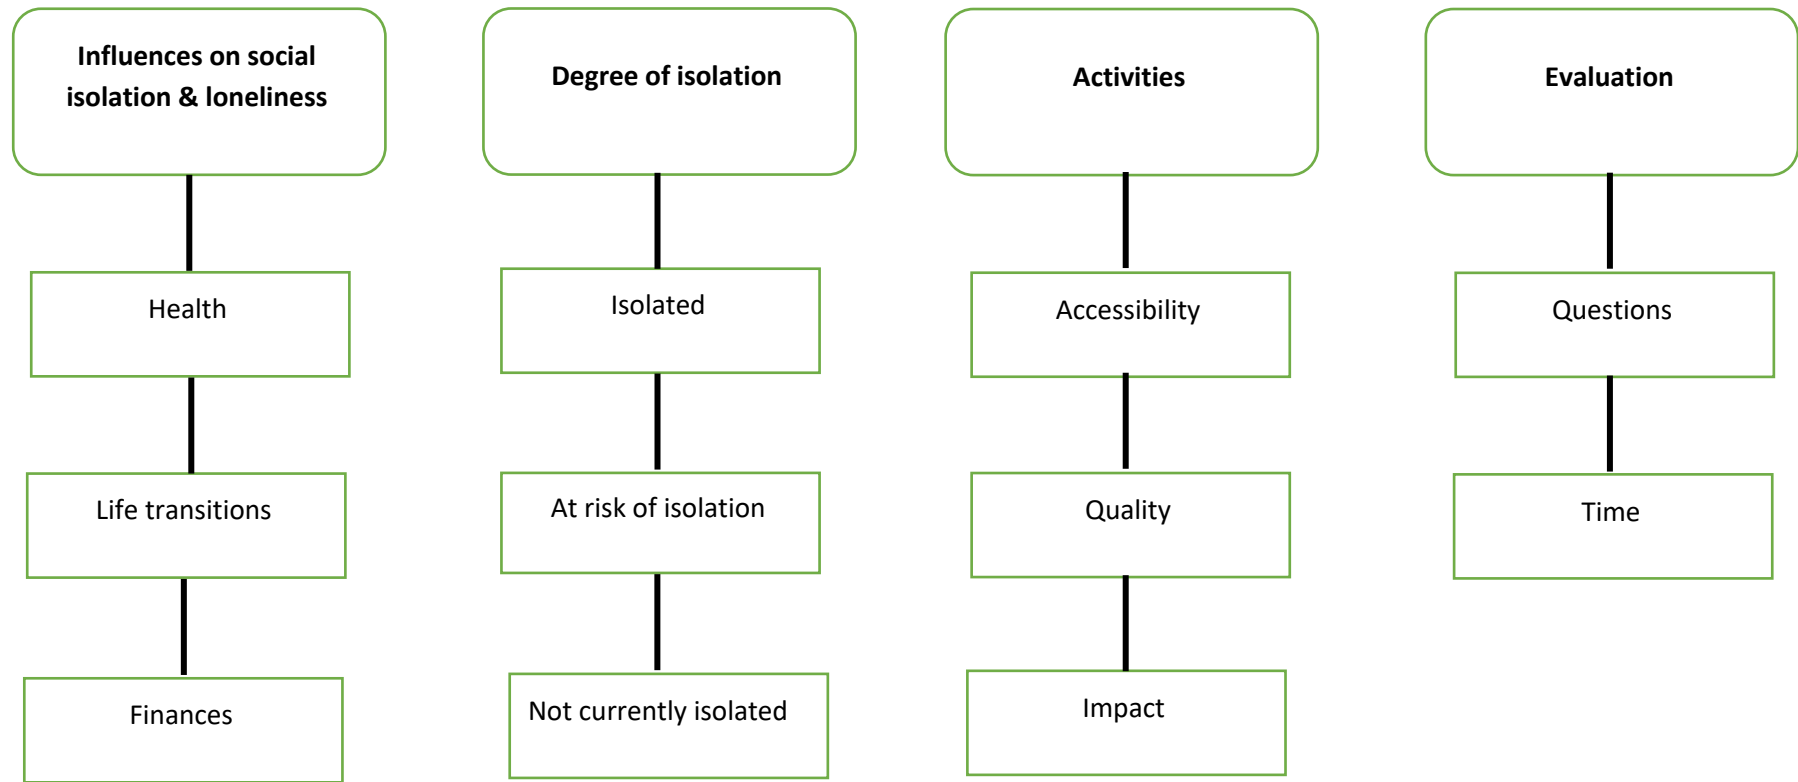 Influences on social
isolation & loneliness
Health
Life transitions
Finances
Degree of isolation
Isolated
At risk of isolation
Not currently isolated
Activities
Accessibility
Quality
Impact
Evaluation
Questions
Time